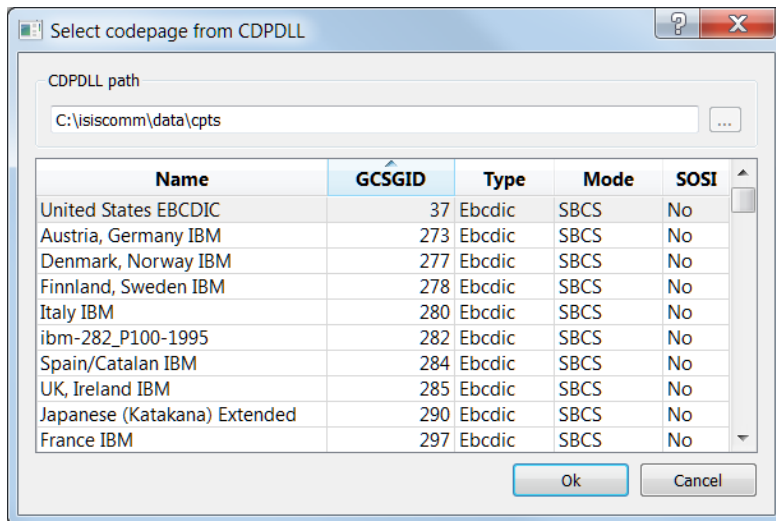 Select codepage from CDPDLL
CDPDLL path
C:\isiscomm\data\cpts
...
Name GCSGID Type Mode SOSI
United States EBCDIC 37 Ebcdic SBCS No
Austria, Germany IBM 273 Ebcdic SBCS No
Denmark, Norway IBM 277 Ebcdic SBCS No
Finnland, Sweden IBM 278 Ebcdic SBCS No
Italy IBM 280 Ebcdic SBCS No
ibm-282_P100-1995 282 Ebcdic SBCS No
Spain/Catalan IBM 284 Ebcdic SBCS No
UK, Ireland IBM 285 Ebcdic SBCS No
Japanese (Katakana) Extended 290 Ebcdic SBCS No
France IBM 297 Ebcdic SBCS No
Ok Cancel